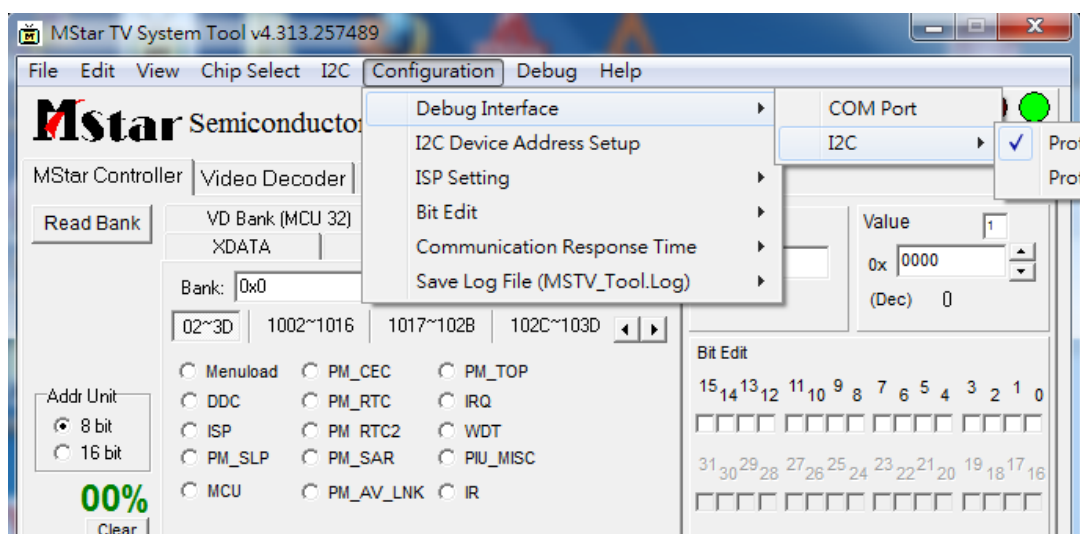 MStar TV System Tool v4.313.257489
File Edit View Chip Select I2C Configuration Debug Help
MStar Semiconductor
Debug Interface
COM Port
I2C Device Address Setup
I2C
ISP Setting
Bit Edit
Communication Response Time
Save Log File (MSTV_Tool.Log)
MStar Controller Video Decoder
Read Bank
VD Bank (MCU 32)
XDATA
Value 1
0x 0000
(Dec) 0
Bank: 0x0
02~3D 1002~1016 1017~102B 102C~103D
Menuload PM_CEC PM_TOP
DDC PM_RTC IRQ
ISP PM RTC2 WDT
PM_SLP PM_SAR PIU_MISC
MCU PM_AV_LNK IR
Addr Unit
8 bit
16 bit
00%
Clear
Bit Edit
15 14 13 12 11 10 9 8 7 6 5 4 3 2 1 0
31 30 29 28 27 26 25 24 23 22 21 20 19 18 17 16